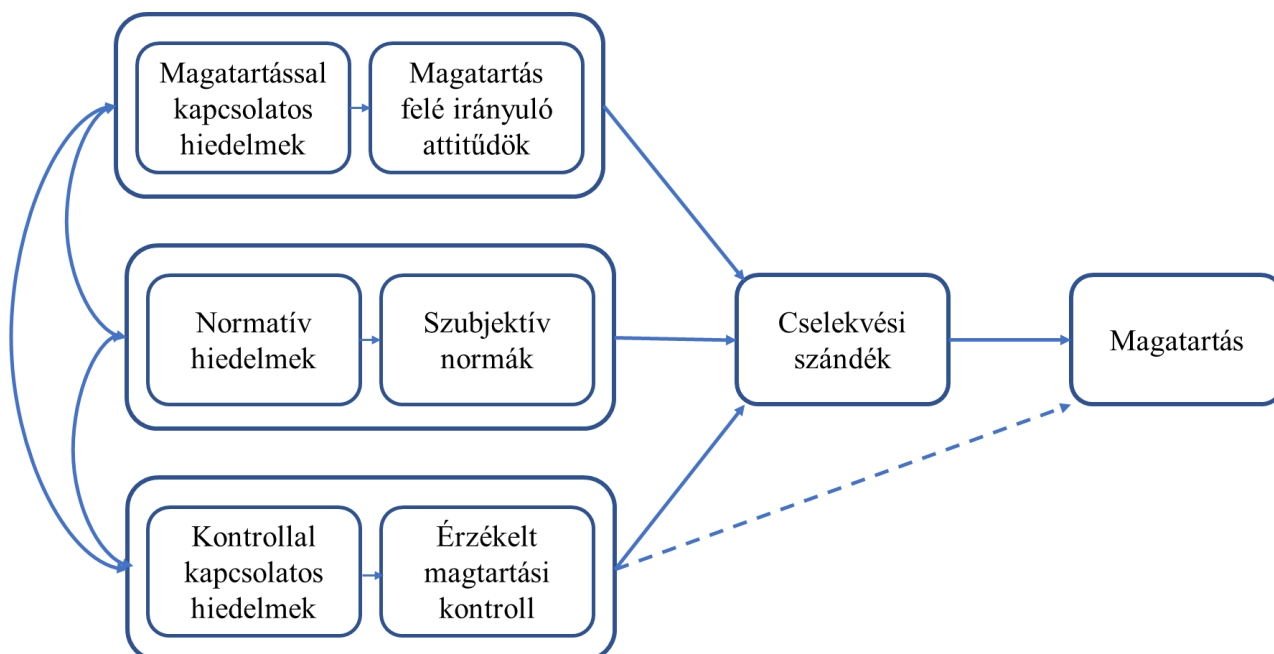 Magatartással
kapcsolatos
hiedelmek
Magatartás
felé irányuló
attitűdök
Normatív
hiedelmek
Szubjektív
normák
Cselekvési
szándék
Magatartás
Kontrollal
kapcsolatos
hiedelmek
Érzékelt
magtartási
kontroll